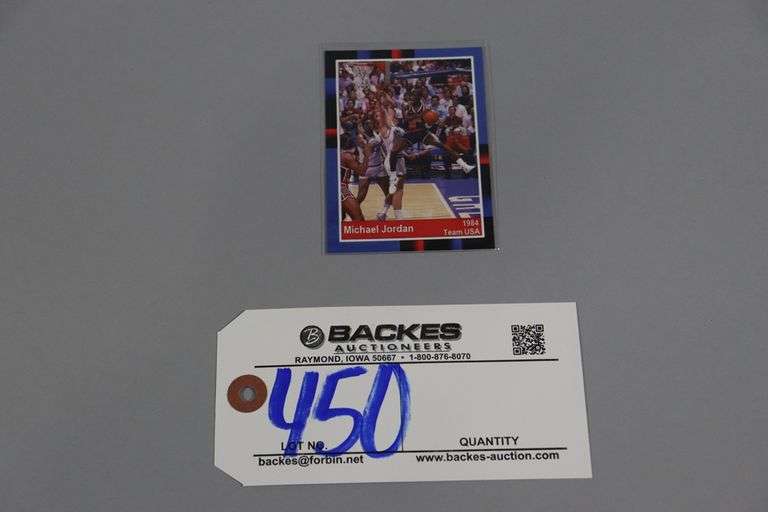 Michael Jordan
1984
Team USA
B BACKES
AUCTIONEERS
RAYMOND, IOWA 50667 • 1-800-876-8070
450
LOT NO.
QUANTITY
backes@forbin.net
www.backes-auction.com